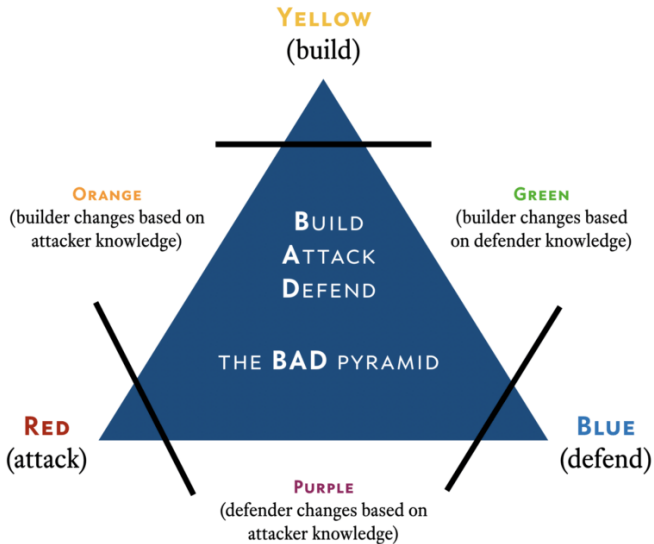 YELLOW
(build)
ORANGE
(builder changes based on
attacker knowledge)
GREEN
(builder changes based
on defender knowledge)
BUILD
ATTACK
DEFEND
THE BAD PYRAMID
RED
(attack)
BLUE
(defend)
PURPLE
(defender changes based on
attacker knowledge)